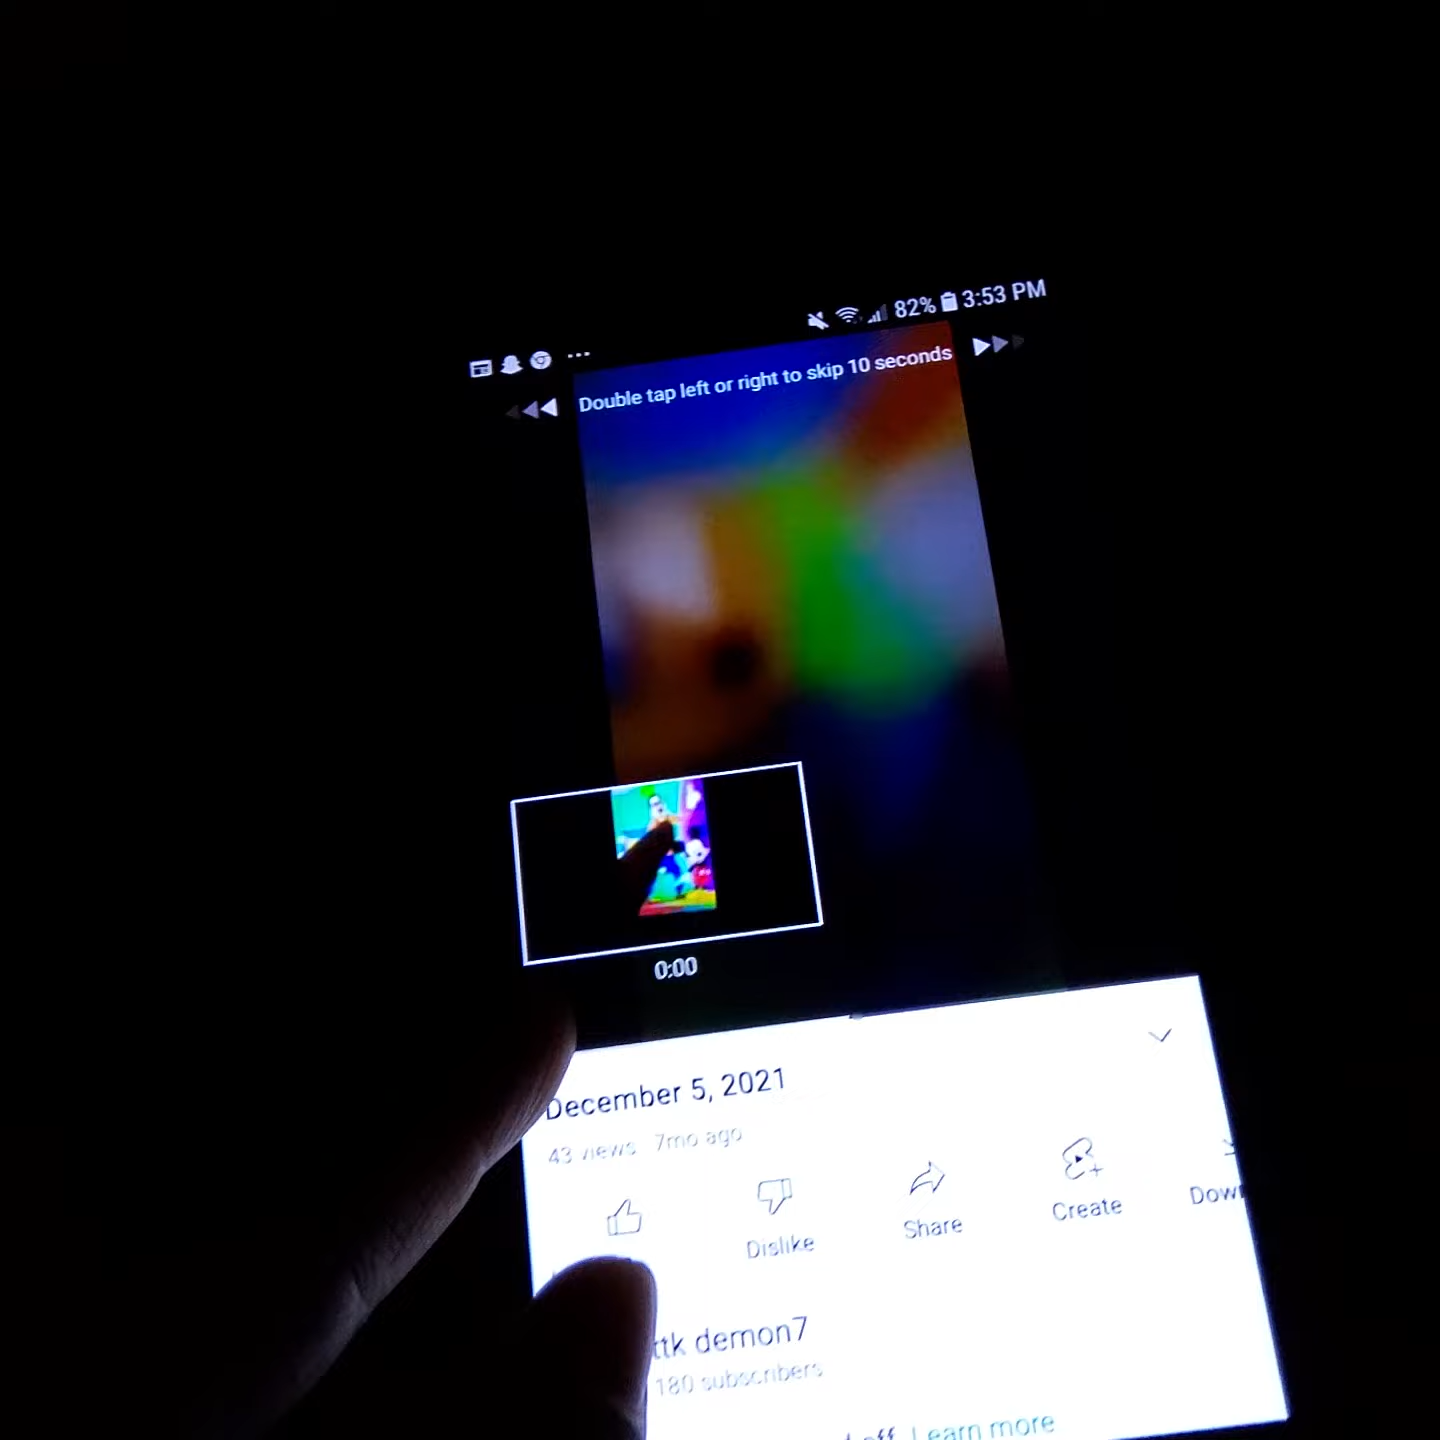 82% 3:53 PM
Double tap left or right to skip 10 seconds
0:00
December 5, 2021
43 views 7mo ago
Dislike
Share
Create
ttk demon7
180 subscribers
Learn more